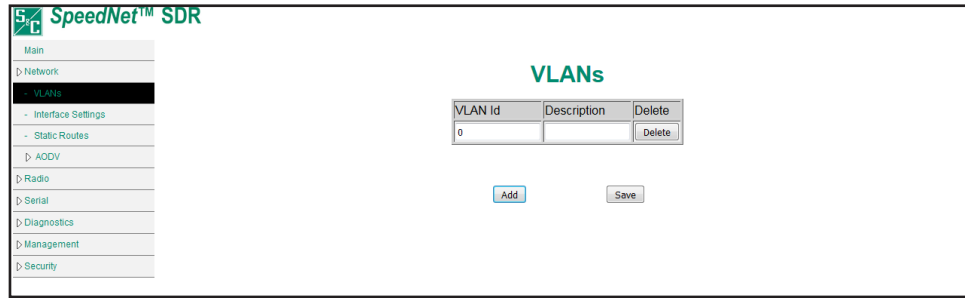 S&C SpeedNet™ SDR
Main
Network
- VLANs
- Interface Settings
- Static Routes
AODV
Radio
Serial
Diagnostics
Management
Security
VLANs
VLAN Id Description Delete
0 Delete
Add Save